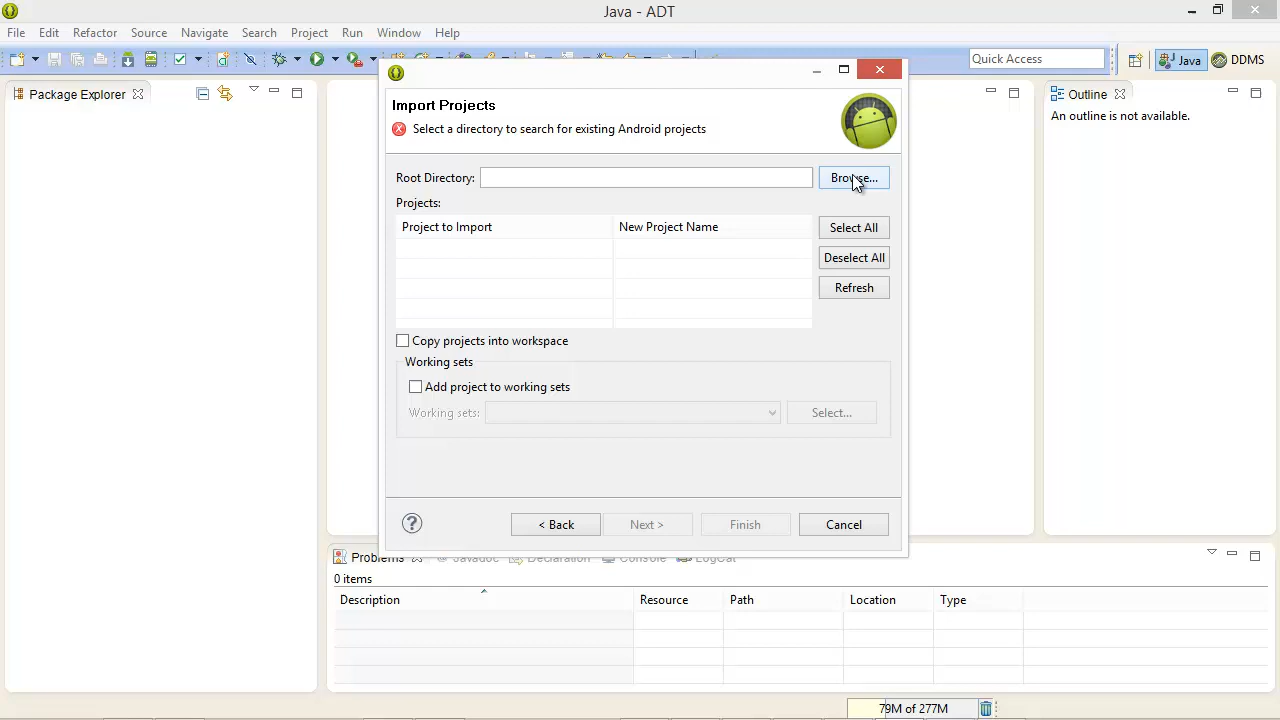 Java - ADT
File Edit Refactor Source Navigate Search Project Run Window Help
Quick Access
Java
DDMS
Package Explorer
Import Projects
Select a directory to search for existing Android projects
Root Directory:
Browse...
Projects:
Project to Import New Project Name
Select All
Deselect All
Refresh
Copy projects into workspace
Working sets
Add project to working sets
Working sets:
Select...
< Back Next > Finish Cancel
Outline
An outline is not available.
Problems Javadoc Declaration Console LogCat
0 items
Description Resource Path Location Type
79M of 277M